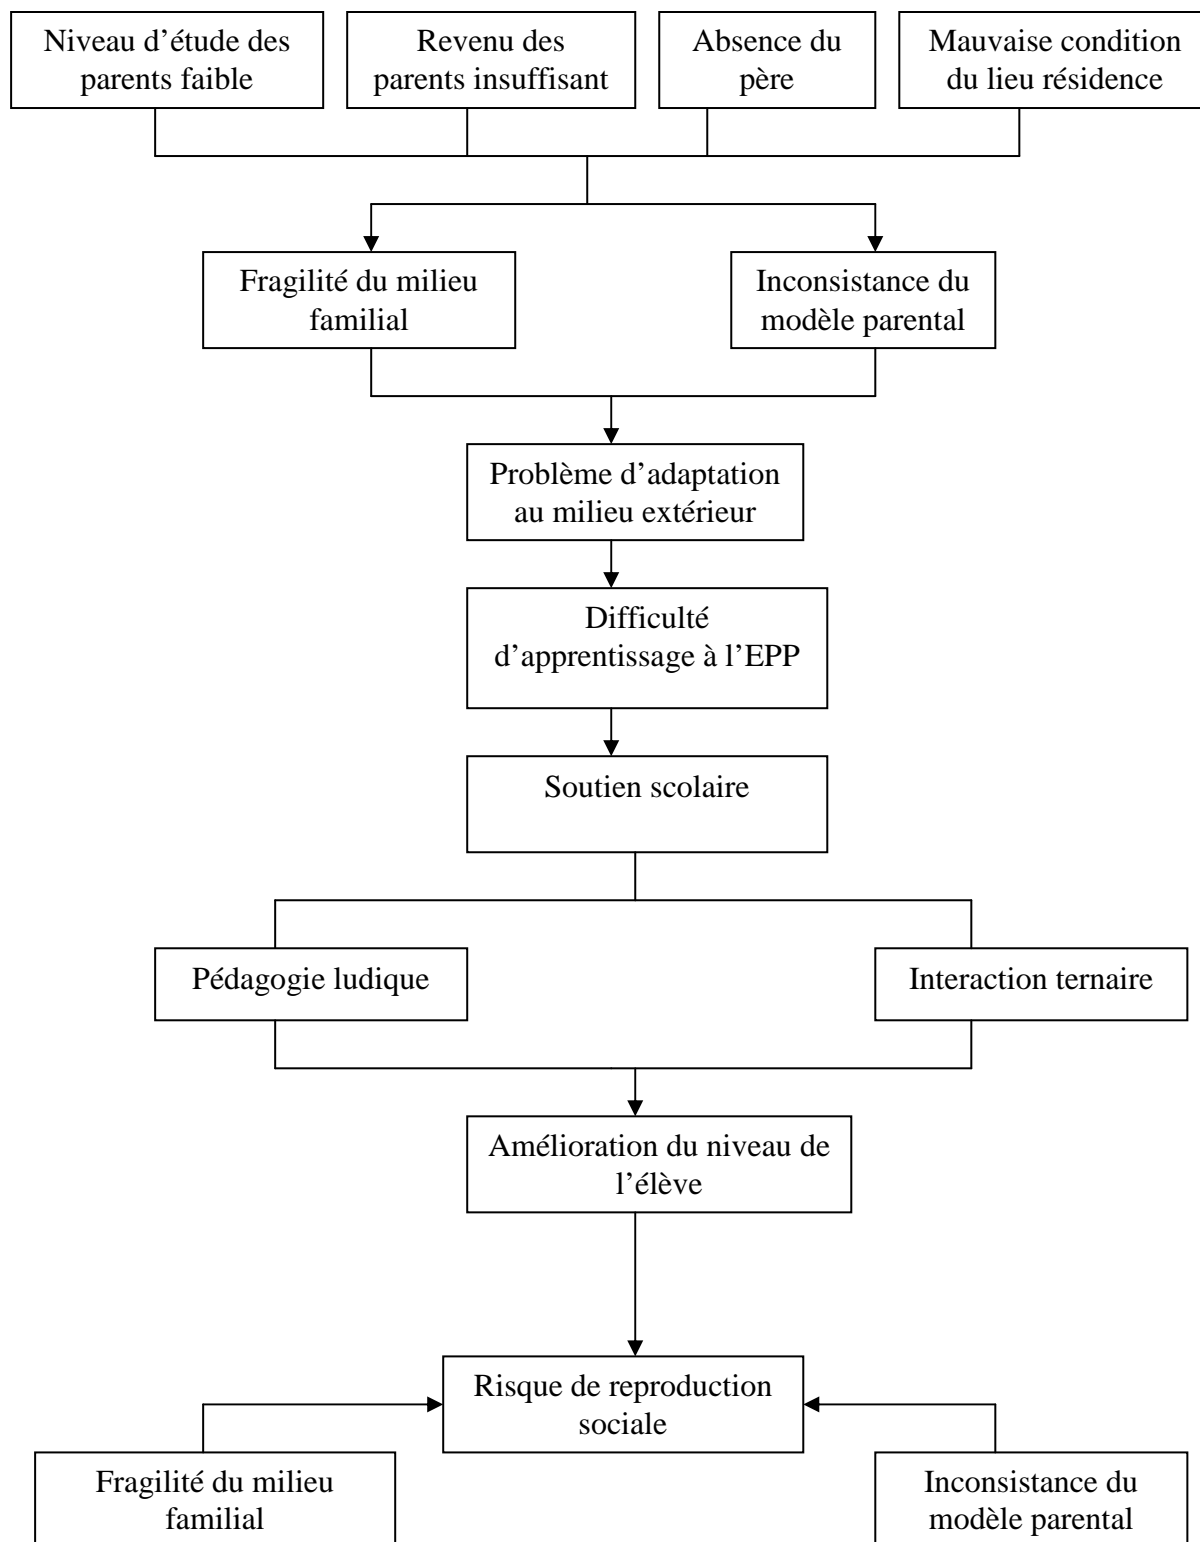 Niveau d’étude des
parents faible
Revenu des
parents insuffisant
Absence du
père
Mauvaise condition
du lieu résidence
Fragilité du milieu
familial
Inconsistance du
modèle parental
Problème d’adaptation
au milieu extérieur
Difficulté
d’apprentissage à l’EPP
Soutien scolaire
Pédagogie ludique
Interaction ternaire
Amélioration du niveau de
l’élève
Risque de reproduction
sociale
Fragilité du milieu
familial
Inconsistance du
modèle parental